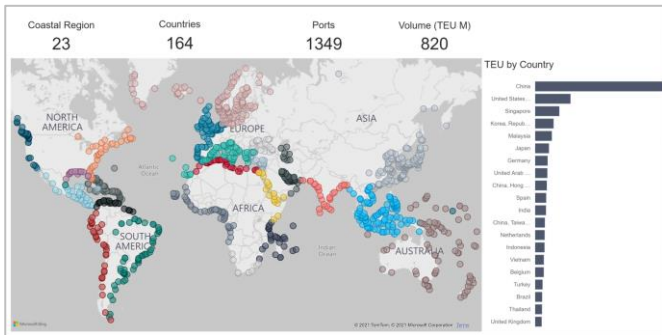 Coastal Region
Countries
Ports
Volume (TEU M)
23
164
1349
820
TEU by Country
NORTH
AMERICA
EUROPE
ASIA
Atlantic
Ocean
AFRICA
SOUTH
AMERICA
Indian
Ocean
AUSTRALIA
Microsoft Bing
© 2021 TomTom, © 2021 Microsoft Corporation Terms
China
United States...
Singapore
Korea, Repub...
Malaysia
Japan
Germany
United Arab ...
China, Hong ...
Spain
India
China, Taiwa...
Netherlands
Indonesia
Vietnam
Belgium
Turkey
Brazil
Thailand
United Kingdom